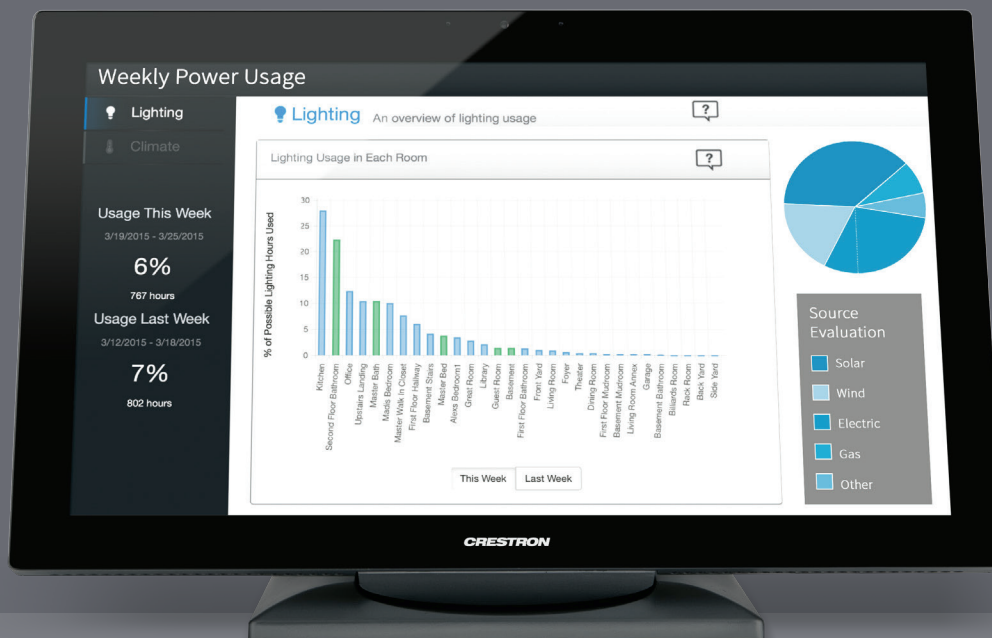 Weekly Power Usage
Lighting
Climate
Usage This Week
3/19/2015 - 3/25/2015
6%
767 hours
Usage Last Week
3/12/2015 - 3/18/2015
7%
802 hours
Lighting An overview of lighting usage
?
Lighting Usage in Each Room
?
% of Possible Lighting Hours Used
30
25
20
15
10
5
0
Kitchen
Second Floor Bathroom
Office
Upstairs Landing
Master Bath
Madis Bedroom
Master Walk In Closet
First Floor Hallway
Basement Stairs
Master Bed
Alexs Bedroom1
Great Room
Library
Guest Room
Basement
First Floor Bathroom
Front Yard
Living Room
Foyer
Theater
Dining Room
First Floor Mudroom
Basement Mudroom
Living Room Annex
Garage
Basement Bathroom
Billiards Room
Rack Room
Back Yard
Side Yard
This Week
Last Week
Source
Evaluation
Solar
Wind
Electric
Gas
Other
CRESTRON